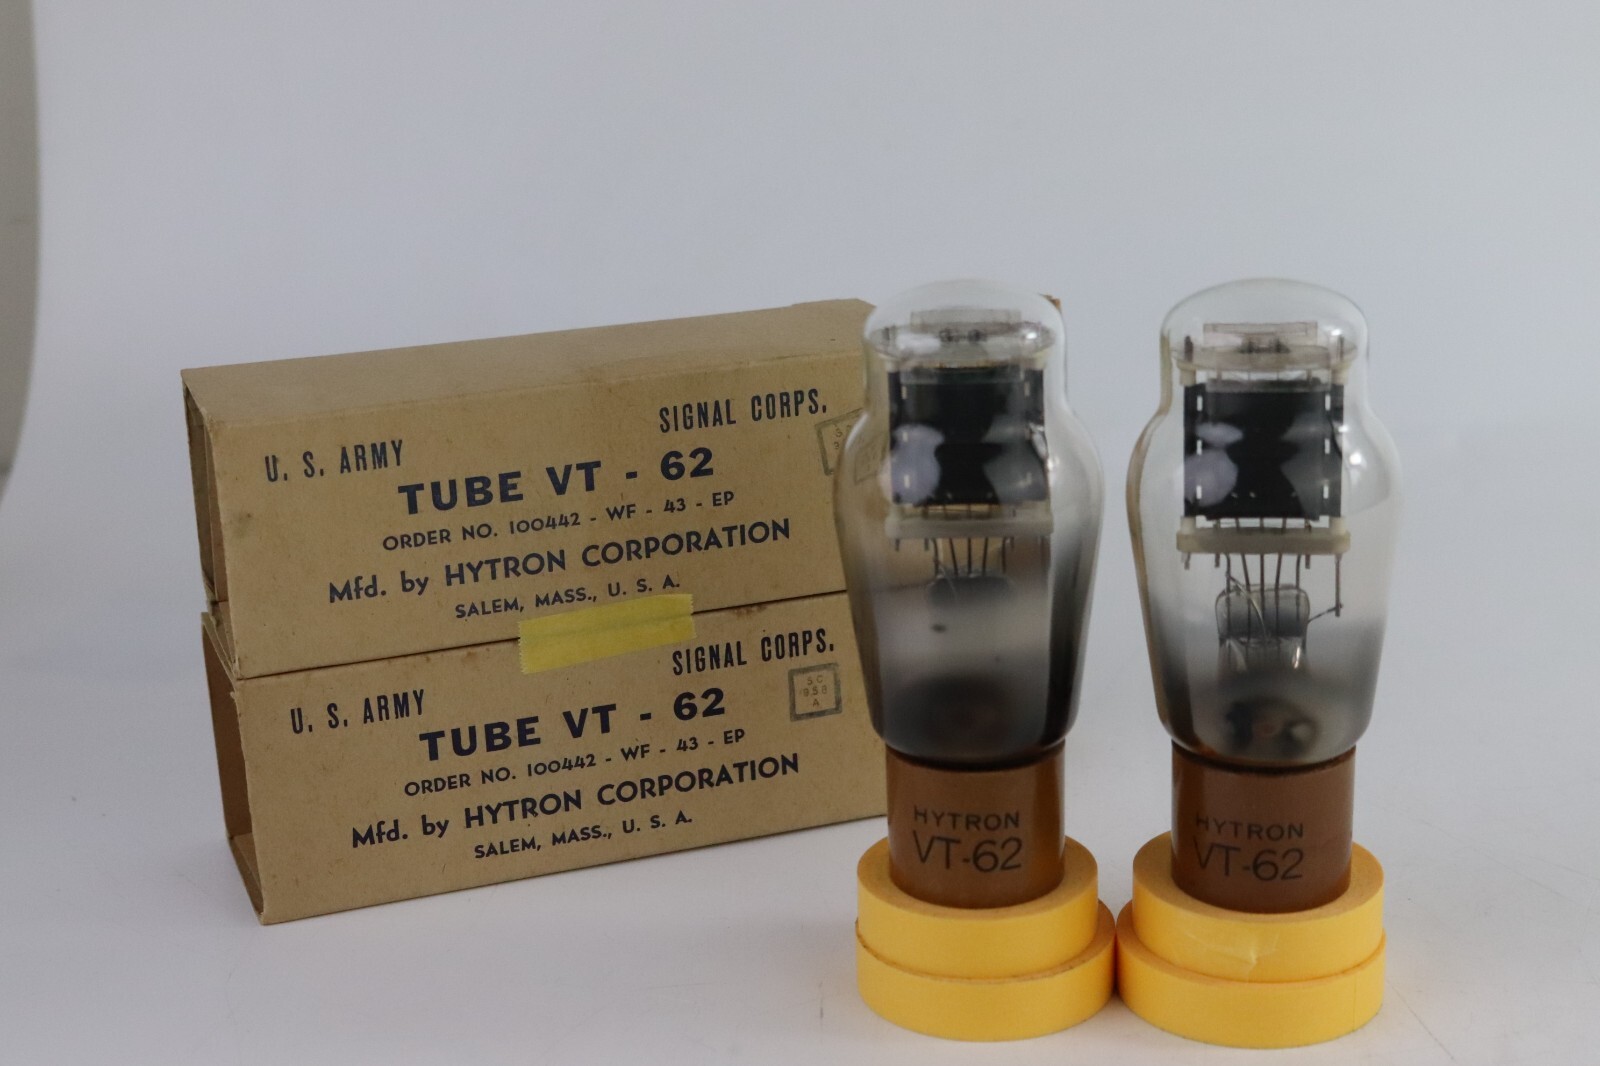 U. S. ARMY SIGNAL CORPS.
TUBE VT - 62
ORDER NO. 100442 - WF - 43 - EP
Mfd. by HYTRON CORPORATION
SALEM, MASS., U. S. A.
U. S. ARMY SIGNAL CORPS.
SC
958
A
TUBE VT - 62
ORDER NO. 100442 - WF - 43 - EP
Mfd. by HYTRON CORPORATION
SALEM, MASS., U. S. A.
HYTRON
VT-62
HYTRON
VT-62